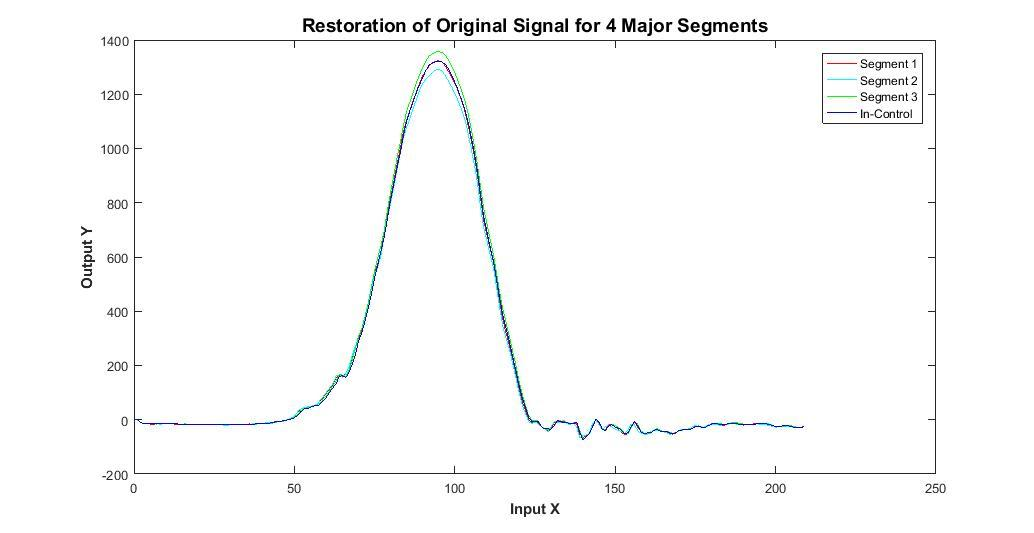 Restoration of Original Signal for 4 Major Segments
1400
1200
1000
800
600
400
200
0
-200
Output Y
0 50 100 150 200 250
Input X
Segment 1
Segment 2
Segment 3
In-Control